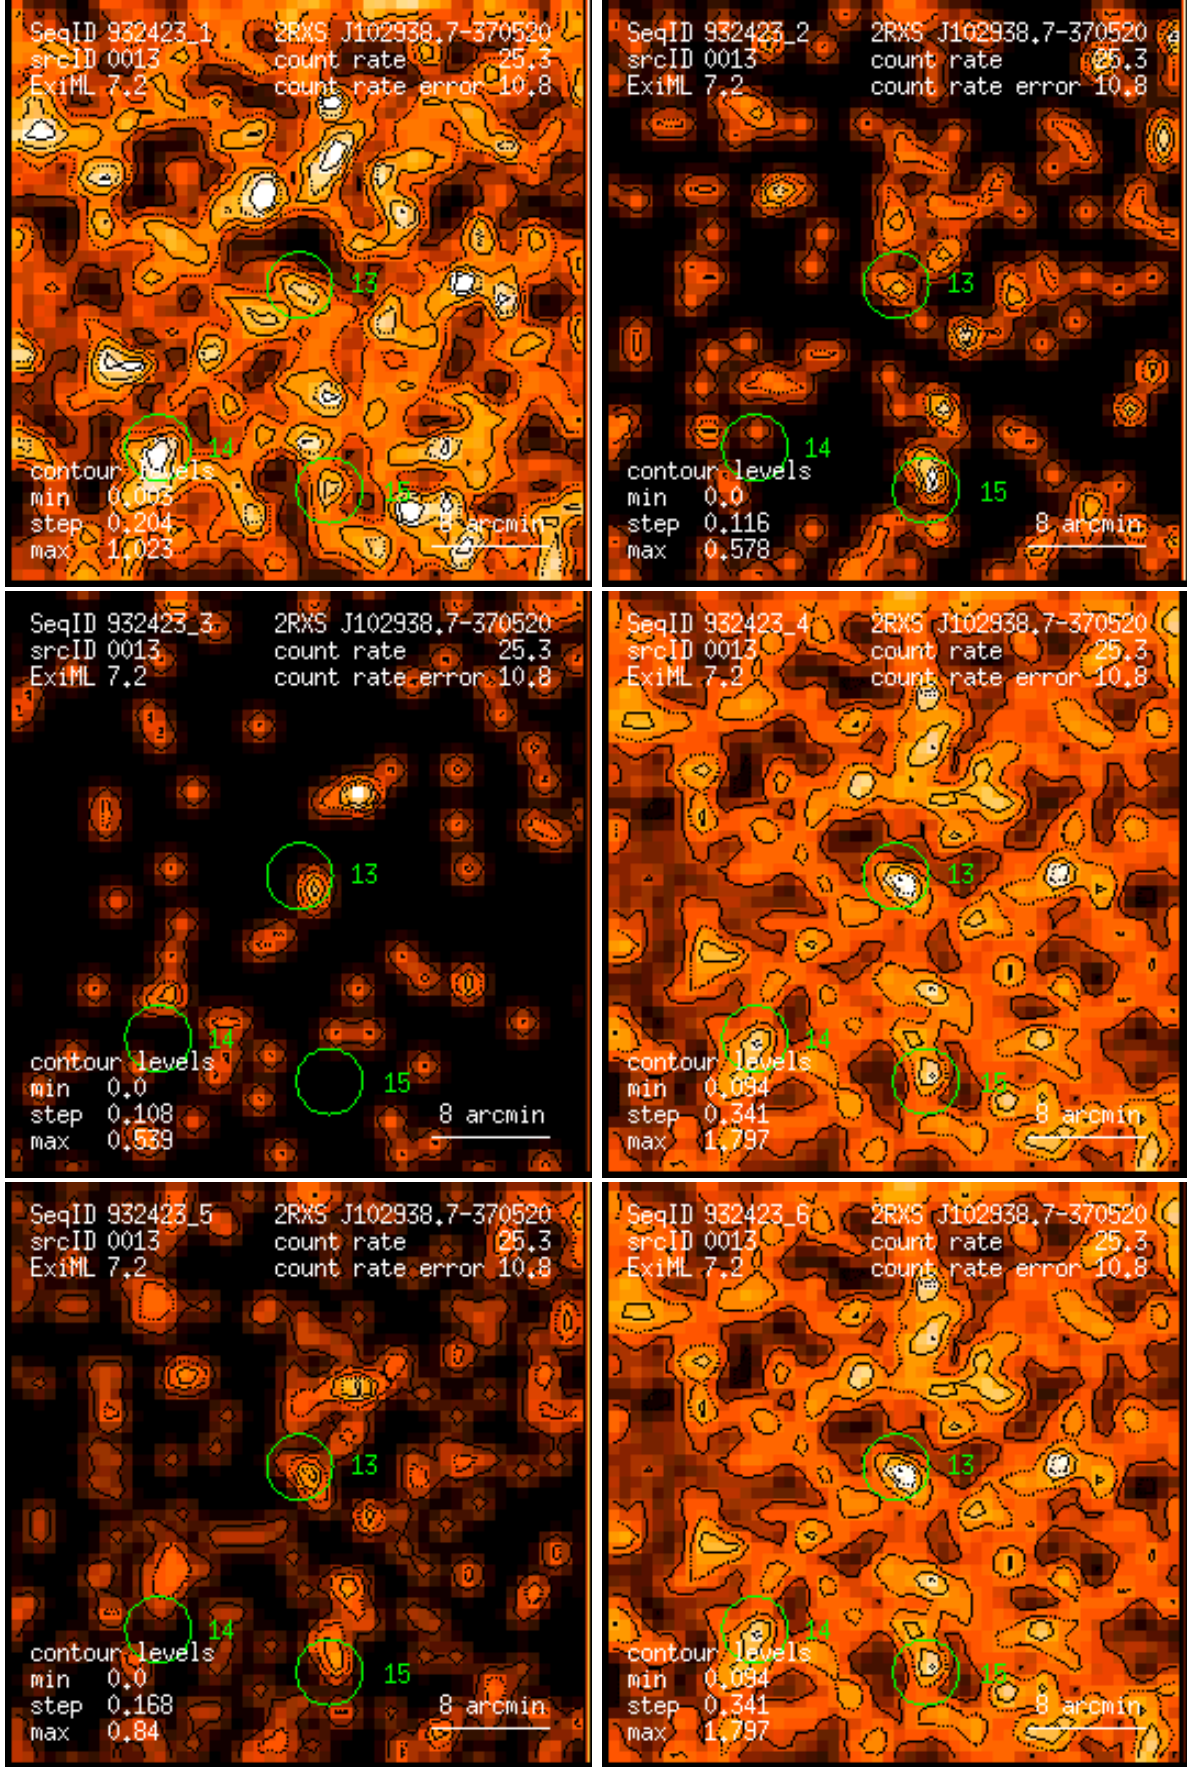 SeqID 932423_1 2RXS J102938.7-370520
srcID 0013 count rate 25.3
ExiML 7.2 count rate error 10.8
13
14
15
contour levels
min 0.003
step 0.204
max 1.023
8 arcmin
SeqID 932423_2 2RXS J102938.7-370520
srcID 0013 count rate 25.3
ExiML 7.2 count rate error 10.8
13
14
15
contour levels
min 0.0
step 0.116
max 0.578
8 arcmin
SeqID 932423_3 2RXS J102938.7-370520
srcID 0013 count rate 25.3
ExiML 7.2 count rate error 10.8
13
14
15
contour levels
min 0.0
step 0.108
max 0.539
8 arcmin
SeqID 932423_4 2RXS J102938.7-370520
srcID 0013 count rate 25.3
ExiML 7.2 count rate error 10.8
13
14
15
contour levels
min 0.094
step 0.341
max 1.797
8 arcmin
SeqID 932423_5 2RXS J102938.7-370520
srcID 0013 count rate 25.3
ExiML 7.2 count rate error 10.8
13
14
15
contour levels
min 0.0
step 0.168
max 0.84
8 arcmin
SeqID 932423_6 2RXS J102938.7-370520
srcID 0013 count rate 25.3
ExiML 7.2 count rate error 10.8
13
14
15
contour levels
min 0.094
step 0.341
max 1.797
8 arcmin